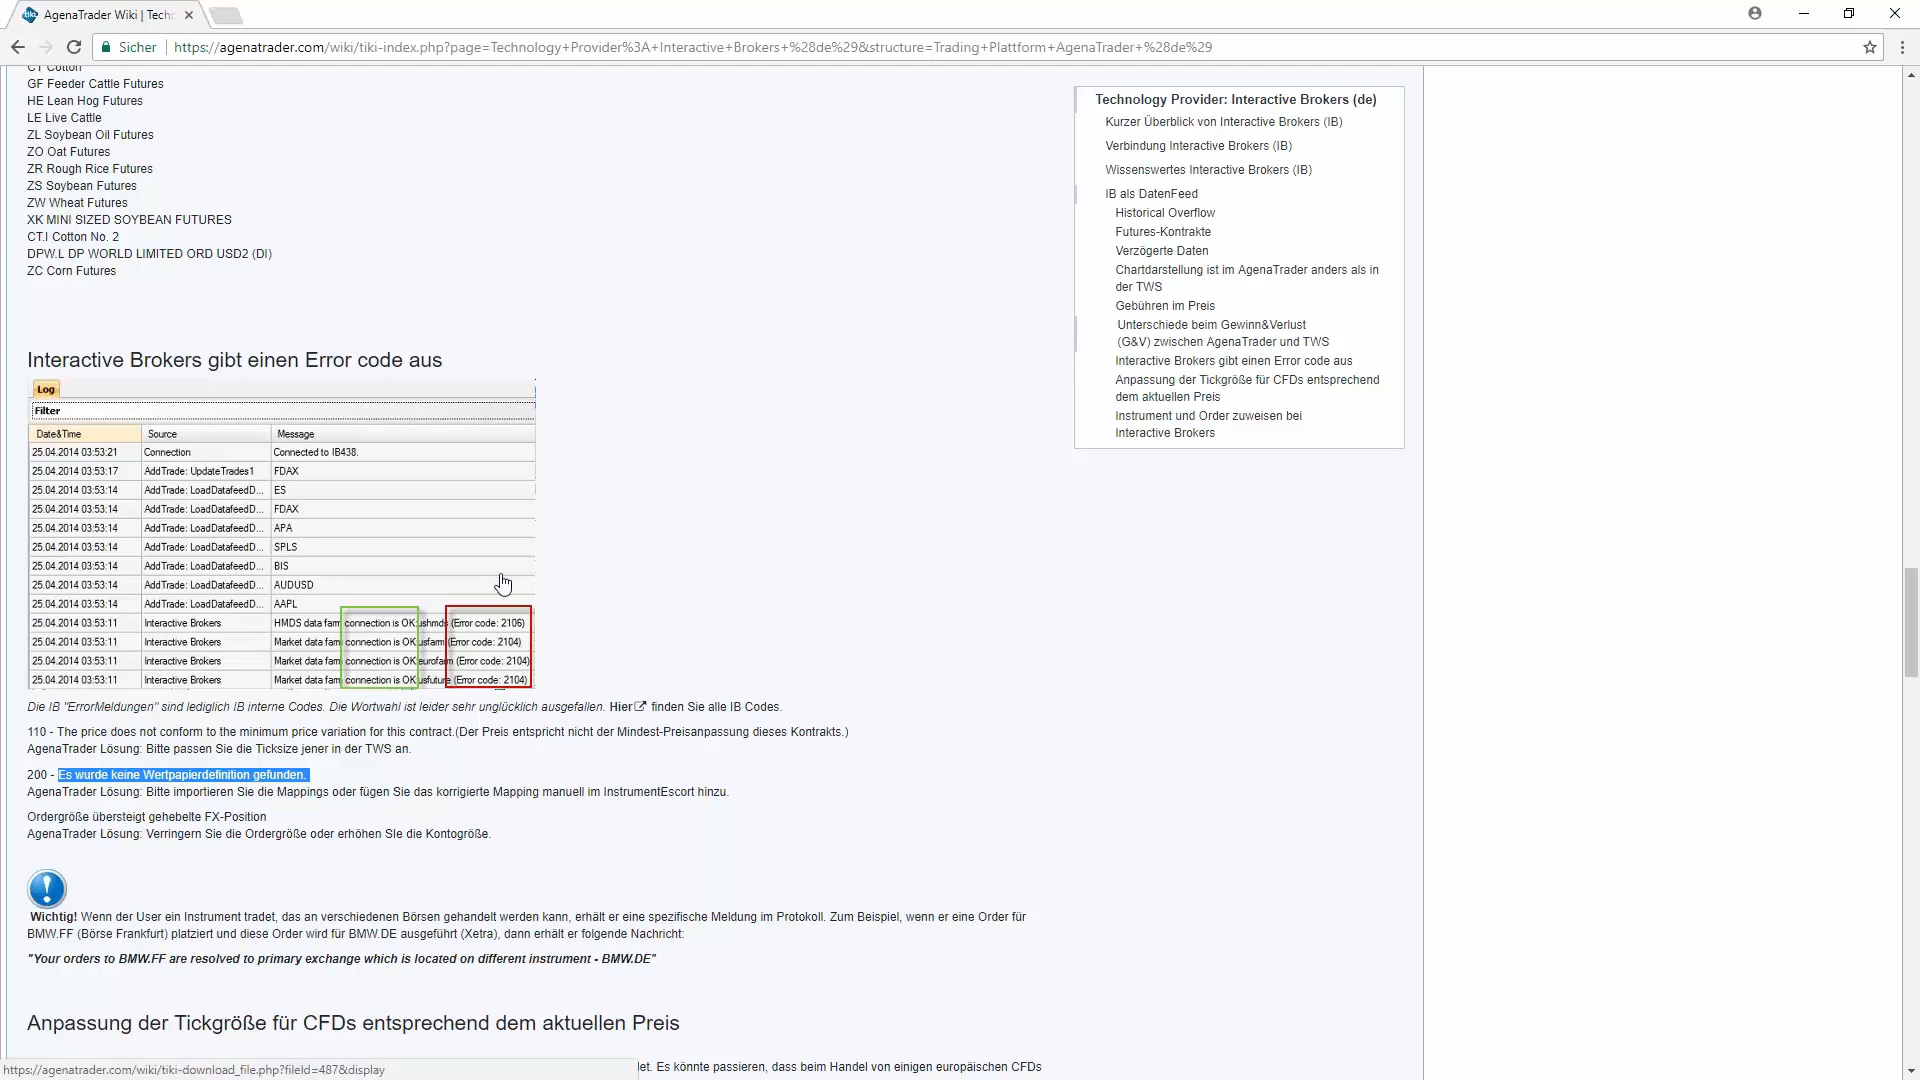 AgenaTrader Wiki | Techn
Sicher
https://agenatrader.com/wiki/tiki-index.php?page=Technology+Provider%3A+Interactive+Brokers+%28de%29&structure=Trading+Plattform+AgenaTrader+%28de%29
CT Cotton
GF Feeder Cattle Futures
HE Lean Hog Futures
LE Live Cattle
ZL Soybean Oil Futures
ZO Oat Futures
ZR Rough Rice Futures
ZS Soybean Futures
ZW Wheat Futures
XK MINI SIZED SOYBEAN FUTURES
CT.I Cotton No. 2
DPW.L DP WORLD LIMITED ORD USD2 (DI)
ZC Corn Futures
Technology Provider: Interactive Brokers (de)
Kurzer Überblick von Interactive Brokers (IB)
Verbindung Interactive Brokers (IB)
Wissenswertes Interactive Brokers (IB)
IB als DatenFeed
Historical Overflow
Futures-Kontrakte
Verzögerte Daten
Chartdarstellung ist im AgenaTrader anders als in
der TWS
Gebühren im Preis
Unterschiede beim Gewinn&Verlust
(G&V) zwischen AgenaTrader und TWS
Interactive Brokers gibt einen Error code aus
Anpassung der Tickgröße für CFDs entsprechend
dem aktuellen Preis
Instrument und Order zuweisen bei
Interactive Brokers
Interactive Brokers gibt einen Error code aus
Log
Filter
Date&Time Source Message
25.04.2014 03:53:21 Connection Connected to IB438.
25.04.2014 03:53:17 AddTrade: UpdateTrades1 FDAX
25.04.2014 03:53:14 AddTrade: LoadDatafeedD... ES
25.04.2014 03:53:14 AddTrade: LoadDatafeedD... FDAX
25.04.2014 03:53:14 AddTrade: LoadDatafeedD... APA
25.04.2014 03:53:14 AddTrade: LoadDatafeedD... SPLS
25.04.2014 03:53:14 AddTrade: LoadDatafeedD... BIS
25.04.2014 03:53:14 AddTrade: LoadDatafeedD... AUDUSD
25.04.2014 03:53:14 AddTrade: LoadDatafeedD... AAPL
25.04.2014 03:53:11 Interactive Brokers HMDS data farm connection is OK:ushmds (Error code: 2106)
25.04.2014 03:53:11 Interactive Brokers Market data farm connection is OK:usfarm (Error code: 2104)
25.04.2014 03:53:11 Interactive Brokers Market data farm connection is OK:eurofarm (Error code: 2104)
25.04.2014 03:53:11 Interactive Brokers Market data farm connection is OK:usfuture (Error code: 2104)
Die IB "ErrorMeldungen" sind lediglich IB interne Codes. Die Wortwahl ist leider sehr unglücklich ausgefallen. Hier finden Sie alle IB Codes.
110 - The price does not conform to the minimum price variation for this contract.(Der Preis entspricht nicht der Mindest-Preisanpassung dieses Kontrakts.)
AgenaTrader Lösung: Bitte passen Sie die Ticksize jener in der TWS an.
200 - Es wurde keine Wertpapierdefinition gefunden.
AgenaTrader Lösung: Bitte importieren Sie die Mappings oder fügen Sie das korrigierte Mapping manuell im InstrumentEscort hinzu.
Ordergröße übersteigt gehebelte FX-Position
AgenaTrader Lösung: Verringern Sie die Ordergröße oder erhöhen SIe die Kontogröße.
Wichtig! Wenn der User ein Instrument tradet, das an verschiedenen Börsen gehandelt werden kann, erhält er eine spezifische Meldung im Protokoll. Zum Beispiel, wenn er eine Order für
BMW.FF (Börse Frankfurt) platziert und diese Order wird für BMW.DE ausgeführt (Xetra), dann erhält er folgende Nachricht:
"Your orders to BMW.FF are resolved to primary exchange which is located on different instrument - BMW.DE"
Anpassung der Tickgröße für CFDs entsprechend dem aktuellen Preis
let. Es könnte passieren, dass beim Handel von einigen europäischen CFDs
https://agenatrader.com/wiki/tiki-download_file.php?fileId=487&display